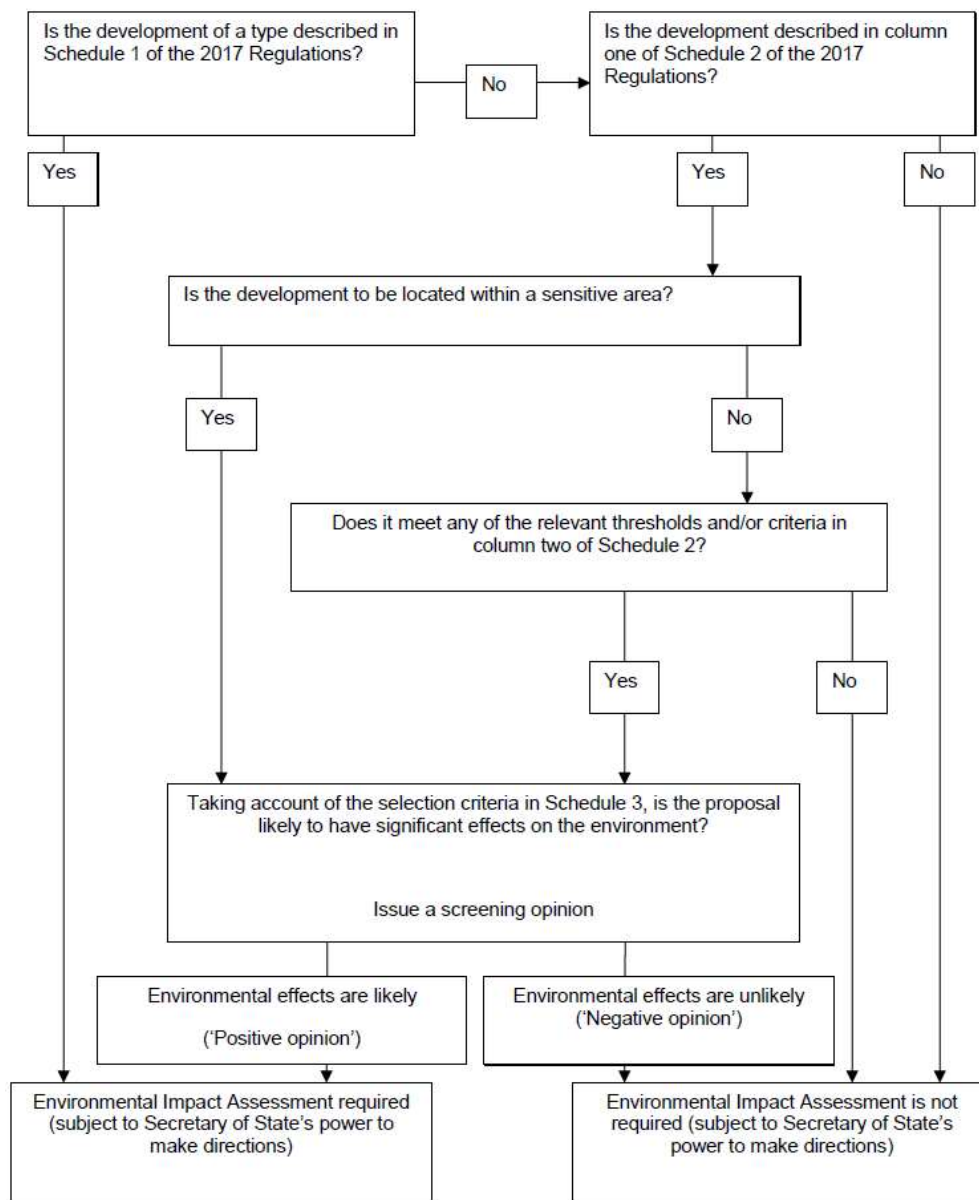 Is the development of a type described in
Schedule 1 of the 2017 Regulations?
No
Is the development described in column
one of Schedule 2 of the 2017
Regulations?
Yes
Yes
No
Is the development to be located within a sensitive area?
Yes
No
Does it meet any of the relevant thresholds and/or criteria in
column two of Schedule 2?
Yes
No
Taking account of the selection criteria in Schedule 3, is the proposal
likely to have significant effects on the environment?
Issue a screening opinion
Environmental effects are likely
(‘Positive opinion’)
Environmental effects are unlikely
(‘Negative opinion’)
Environmental Impact Assessment required
(subject to Secretary of State’s power to
make directions)
Environmental Impact Assessment is not
required (subject to Secretary of State’s
power to make directions)